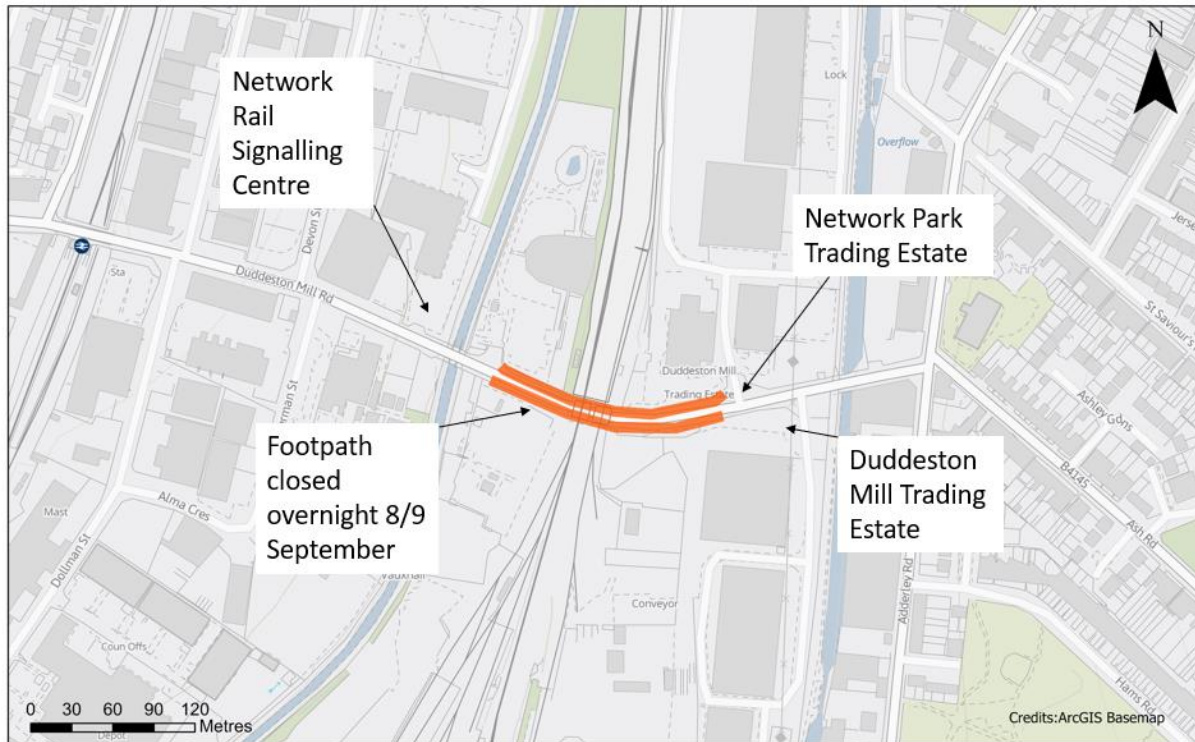 N
Lock
Overflow
Network
Rail
Signalling
Centre
Network Park
Trading Estate
Sta
Duddeston Mill Rd
St Saviour's
Duddeston Mill
Trading Estate
Ashley Gdns
B4145
Ash Rd
Footpath
closed
overnight 8/9
September
Duddeston
Mill Trading
Estate
Alma Cres
Mast
Dollman St
Vauxhall
Conveyor
Adderley Rd
Coun Offs
Hams Rd
Depot
0 30 60 90 120
Metres
Credits:ArcGIS Basemap